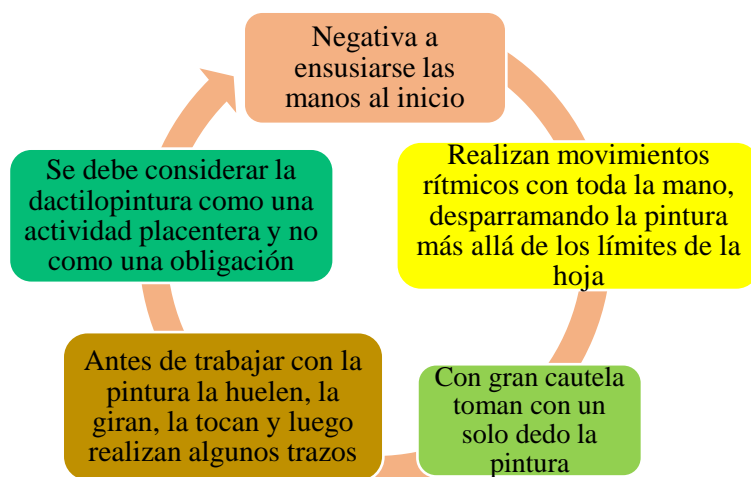 Negativa a
ensusiarse las
manos al inicio
Realizan movimientos
rítmicos con toda la mano,
desparramando la pintura
más allá de los límites de la
hoja
Con gran cautela
toman con un
solo dedo la
pintura
Antes de trabajar con la
pintura la huelen, la
giran, la tocan y luego
realizan algunos trazos
Se debe considerar la
dactilopintura como una
actividad placentera y no
como una obligación